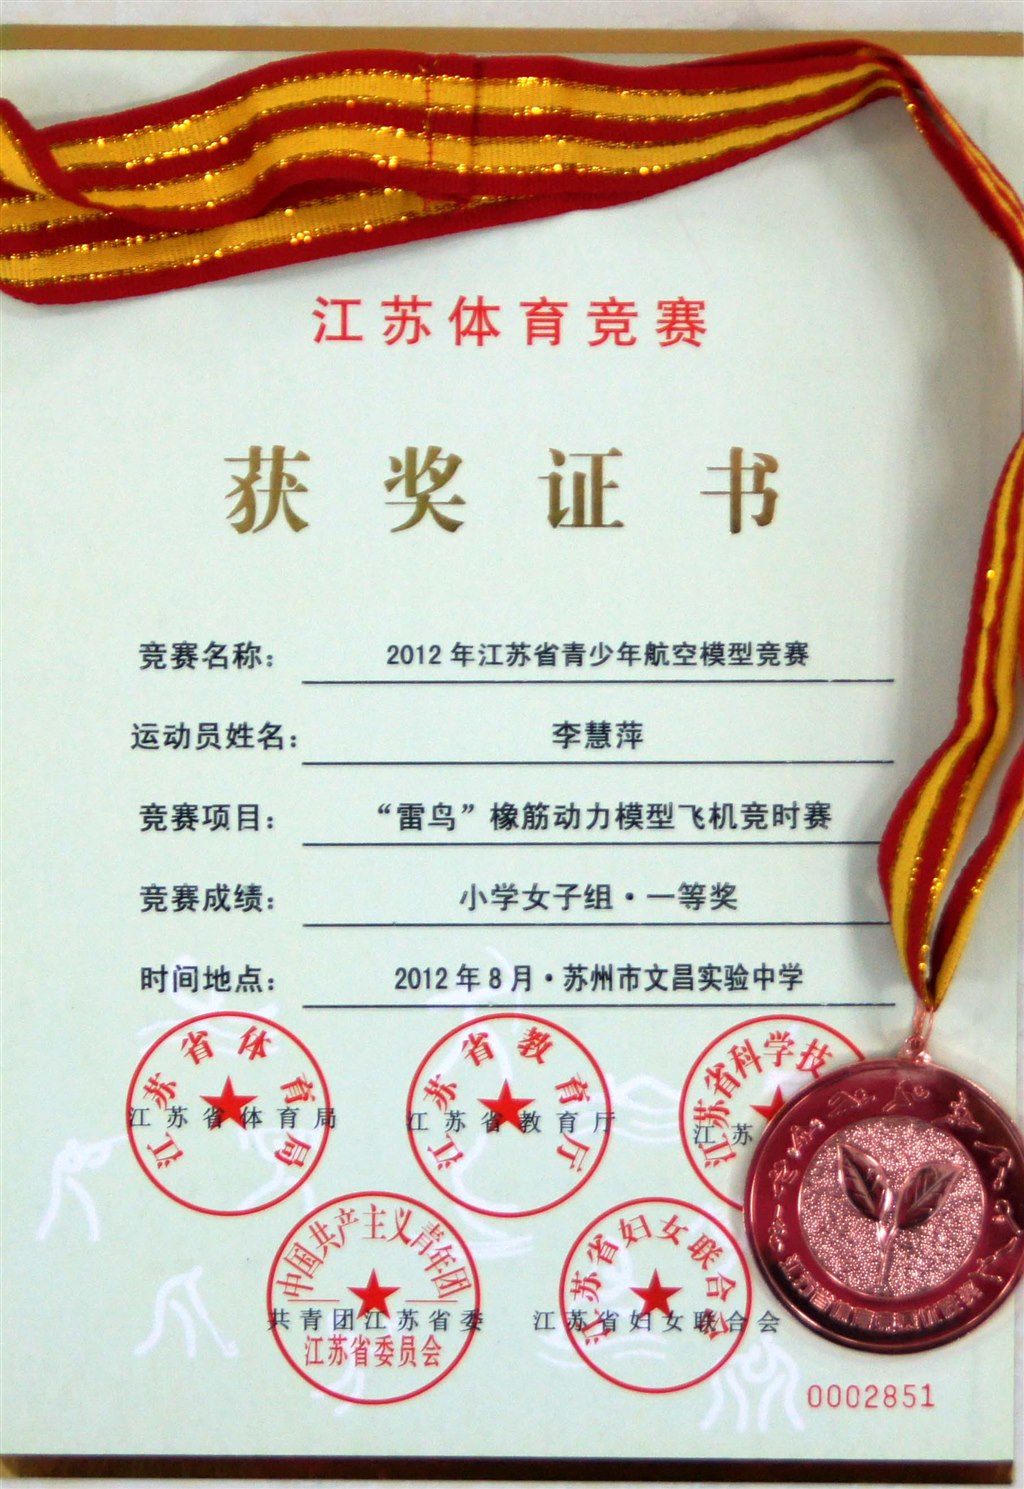 江苏体育竞赛
获奖证书
竞赛名称： 2012年江苏省青少年航空模型竞赛
运动员姓名： 李慧萍
竞赛项目： “雷鸟”橡筋动力模型飞机竞时赛
竞赛成绩： 小学女子组·一等奖
时间地点： 2012年8月·苏州市文昌实验中学
江苏省体育局
江苏省教育厅
江苏省科学技
江苏省体育局
江苏省教育厅
江苏
中国共产主义青年团
江苏省妇女联合会
共青团江苏省委
江苏省妇女联合会
江苏省委员会
0002851